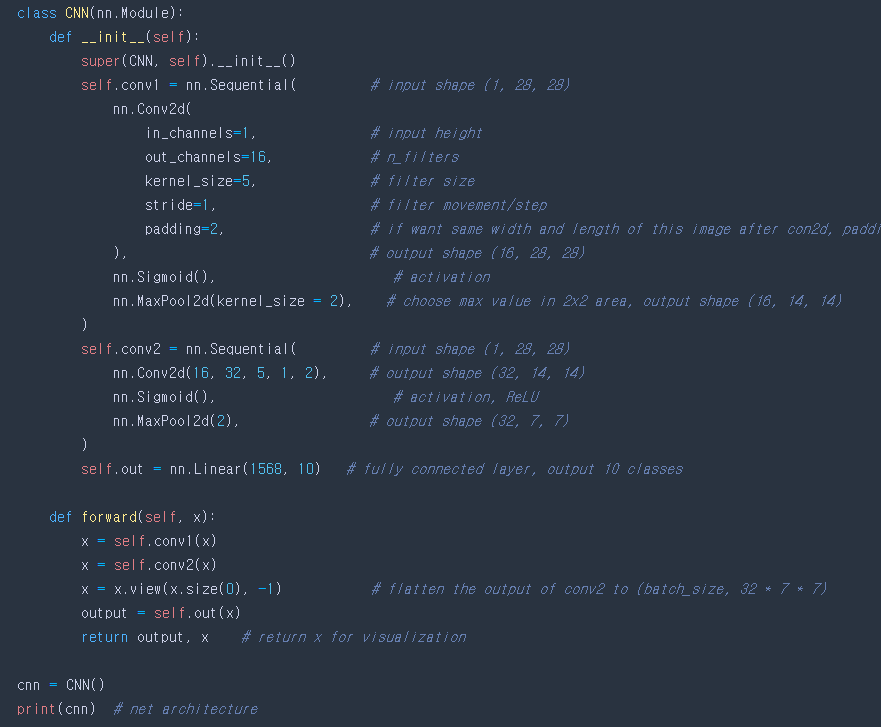 class CNN(nn.Module):
    def __init__(self):
        super(CNN, self).__init__()
        self.conv1 = nn.Sequential(         # input shape (1, 28, 28)
            nn.Conv2d(
                in_channels=1,              # input height
                out_channels=16,            # n_filters
                kernel_size=5,              # filter size
                stride=1,                   # filter movement/step
                padding=2,                  # if want same width and length of this image after con2d, paddi
            ),                              # output shape (16, 28, 28)
            nn.Sigmoid(),                      # activation
            nn.MaxPool2d(kernel_size = 2),    # choose max value in 2x2 area, output shape (16, 14, 14)
        )
        self.conv2 = nn.Sequential(         # input shape (1, 28, 28)
            nn.Conv2d(16, 32, 5, 1, 2),     # output shape (32, 14, 14)
            nn.Sigmoid(),                      # activation, ReLU
            nn.MaxPool2d(2),                # output shape (32, 7, 7)
        )
        self.out = nn.Linear(1568, 10)   # fully connected layer, output 10 classes
    def forward(self, x):
        x = self.conv1(x)
        x = self.conv2(x)
        x = x.view(x.size(0), -1)           # flatten the output of conv2 to (batch_size, 32 * 7 * 7)
        output = self.out(x)
        return output, x    # return x for visualization
cnn = CNN()
print(cnn)  # net architecture